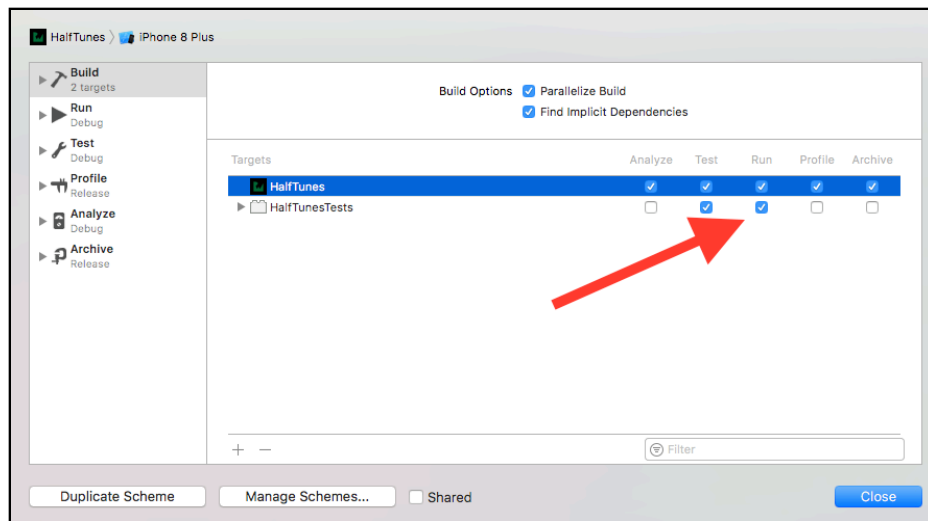 HalfTunes 〉 iPhone 8 Plus
Build
2 targets
Run
Debug
Test
Debug
Profile
Release
Analyze
Debug
Archive
Release
Build Options Parallelize Build
Find Implicit Dependencies
Targets Analyze Test Run Profile Archive
HalfTunes
HalfTunesTests
+ − Filter
Duplicate Scheme Manage Schemes... Shared Close